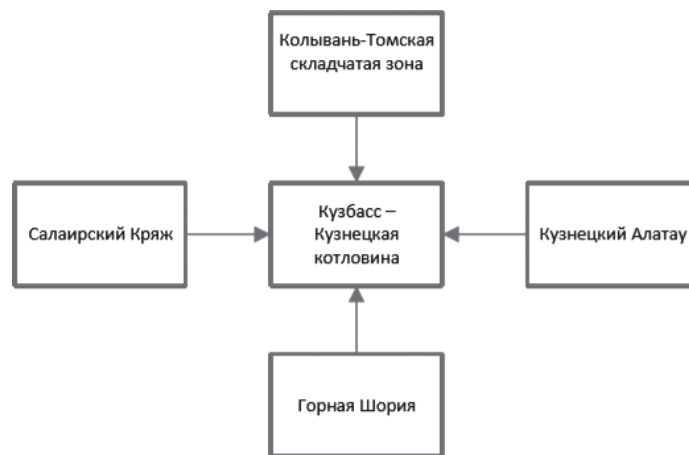 Колывань-Томская
складчатая зона
Салаирский Кряж
Кузбасс –
Кузнецкая
котловина
Кузнецкий Алатау
Горная Шория